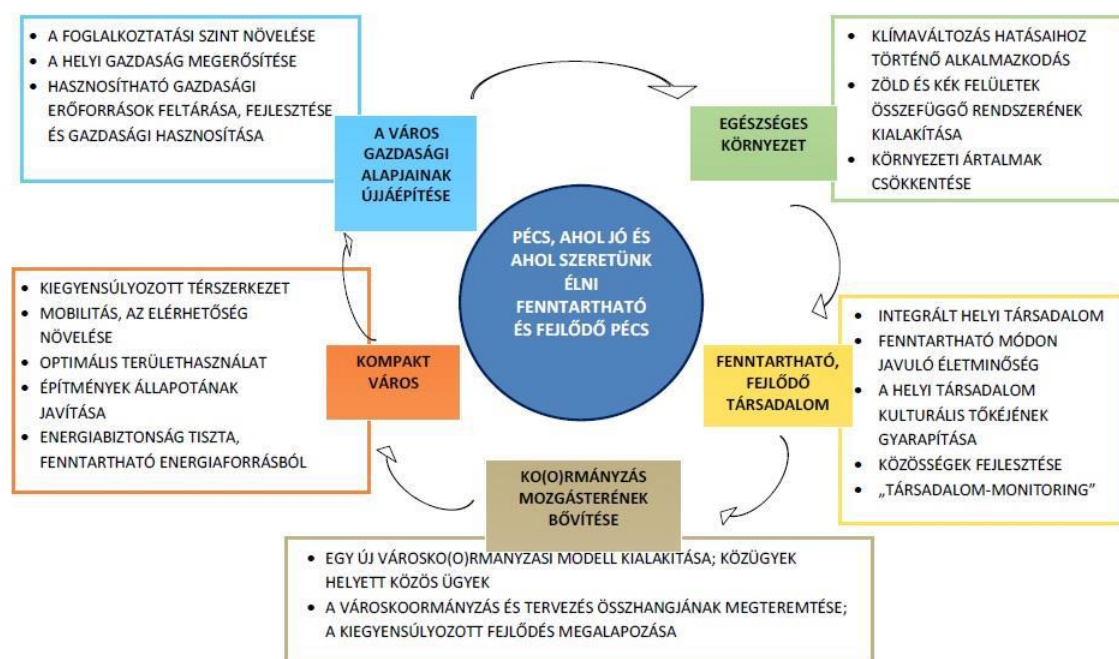 • A FOGLALKOZTATÁSI SZINT NÖVELÉSE
• A HELYI GAZDASÁG MEGERŐSÍTÉSE
• HASZNOSÍTHATÓ GAZDASÁGI
ERŐFORRÁSOK FELTÁRÁSA, FEJLESZTÉSE
ÉS GAZDASÁGI HASZNOSÍTÁSA
A VÁROS
GAZDASÁGI
ALAPJAINAK
ÚJJÁÉPÍTÉSE
EGÉSZSÉGES
KÖRNYEZET
• KLÍMAVÁLTOZÁS HATÁSAIHOZ
TÖRTÉNŐ ALKALMAZKODÁS
• ZÖLD ÉS KÉK FELÜLETEK
ÖSSZEFÜGGŐ RENDSZERÉNEK
KIALAKÍTÁSA
• KÖRNYEZETI ÁRTALMAK
CSÖKKENTÉSE
PÉCS, AHOL JÓ ÉS
AHOL SZERETÜNK
ÉLNI
FENNTARTHATÓ
ÉS FEJLŐDŐ PÉCS
• KIEGYENSÚLYOZOTT TÉRSZERKEZET
• MOBILITÁS, AZ ELÉRHETŐSÉG
NÖVELÉSE
• OPTIMÁLIS TERÜLETHASZNÁLAT
• ÉPÍTMÉNYEK ÁLLAPOTÁNAK
JAVÍTÁSA
• ENERGIABIZTONSÁG TISZTA,
FENNTARTHATÓ ENERGIAFORRÁSBÓL
KOMPAKT
VÁROS
FENNTARTHATÓ,
FEJLŐDŐ
TÁRSADALOM
• INTEGRÁLT HELYI TÁRSADALOM
• FENNTARTHATÓ MÓDON
JAVULÓ ÉLETMINŐSÉG
• A HELYI TÁRSADALOM
KULTURÁLIS TŐKÉJÉNEK
GYARAPÍTÁSA
• KÖZÖSSÉGEK FEJLESZTÉSE
• „TÁRSADALOM-MONITORING”
KO(O)RMÁNYZÁS
MOZGÁSTERÉNEK
BŐVÍTÉSE
• EGY ÚJ VÁROSKO(O)RMÁNYZÁSI MODELL KIALAKÍTÁSA; KÖZÜGYEK
HELYETT KÖZÖS ÜGYEK
• A VÁROSKOORMÁNYZÁS ÉS TERVEZÉS ÖSSZHANGJÁNAK MEGTEREMTÉSE;
A KIEGYENSÚLYOZOTT FEJLŐDÉS MEGALAPOZÁSA